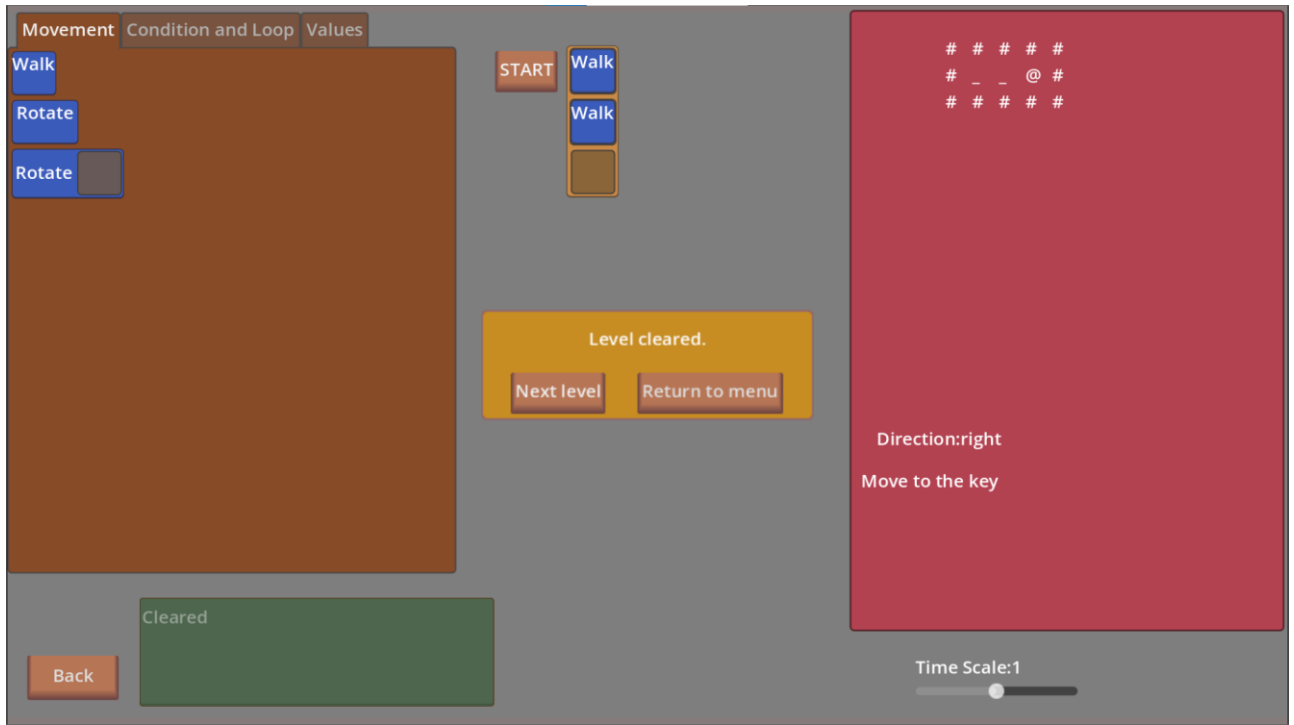 Movement Condition and Loop Values
Walk
Rotate
Rotate
START
Walk
Walk
Level cleared.
Next level Return to menu
# # # # #
# _ _ @ #
# # # # #
Direction:right
Move to the key
Cleared
Back
Time Scale:1